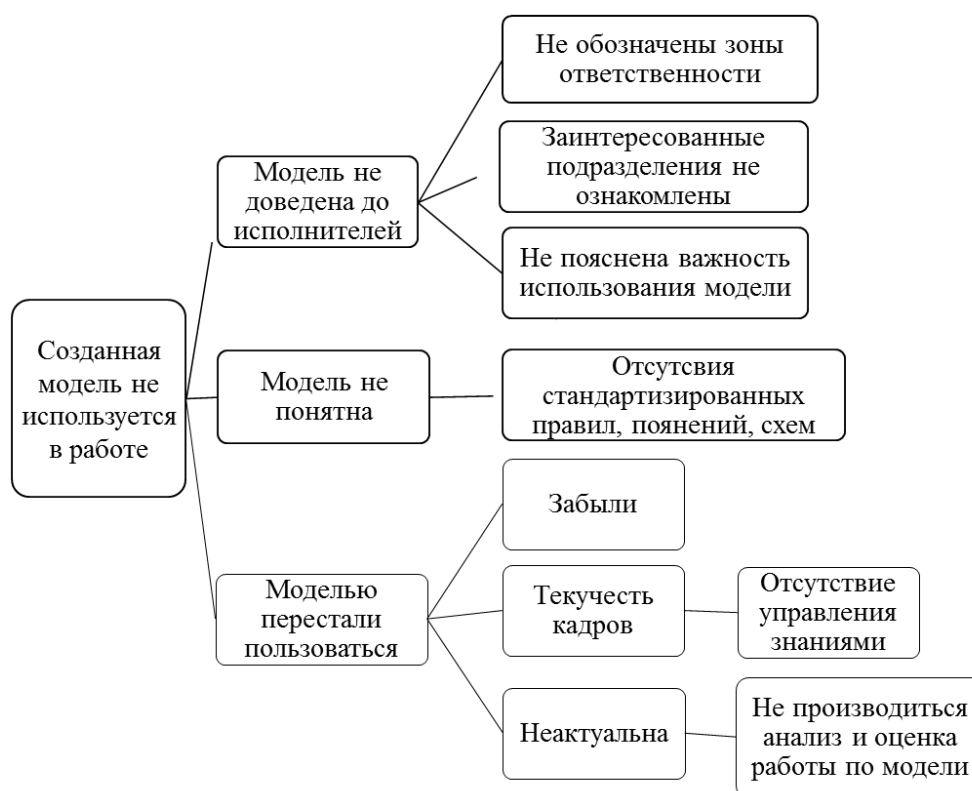 Не обозначены зоны
ответственности
Заинтересованные
подразделения не
ознакомлены
Модель не
доведена до
исполнителей
Не пояснена важность
использования модели
Созданная
модель не
используется
в работе
Модель не
понятна
Отсутсвия
стандартизированных
правил, поянений, схем
Забыли
Моделью
перестали
пользоваться
Текучесть
кадров
Отсутствие
управления
знаниями
Неактуальна
Не производиться
анализ и оценка
работы по модели